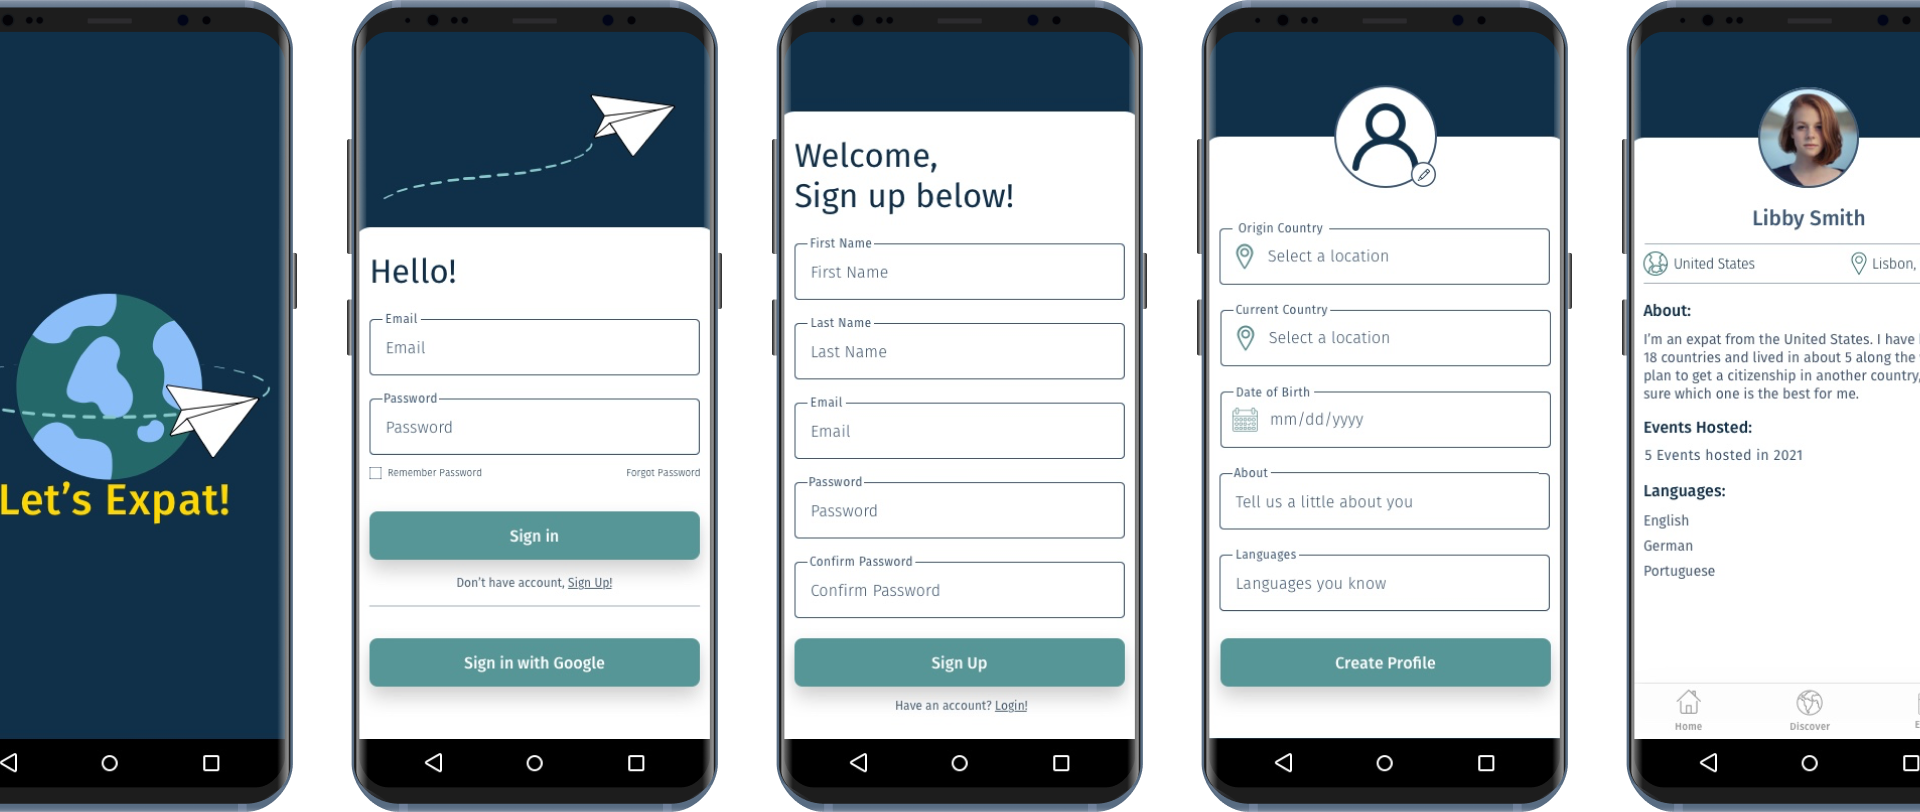 Let's Expat!
Hello!
Email
Email
Password
Password
Remember Password
Forgot Password
Sign in
Don't have account, Sign Up!
Sign in with Google
Welcome,
Sign up below!
First Name
First Name
Last Name
Last Name
Email
Email
Password
Password
Confirm Password
Confirm Password
Sign Up
Have an account? Login!
Origin Country
Select a location
Current Country
Select a location
Date of Birth
mm/dd/yyyy
About
Tell us a little about you
Languages
Languages you know
Create Profile
Libby Smith
United States
Lisbon,
About:
I'm an expat from the United States. I have
18 countries and lived in about 5 along the
plan to get a citizenship in another country,
sure which one is the best for me.
Events Hosted:
5 Events hosted in 2021
Languages:
English
German
Portuguese
Home
Discover